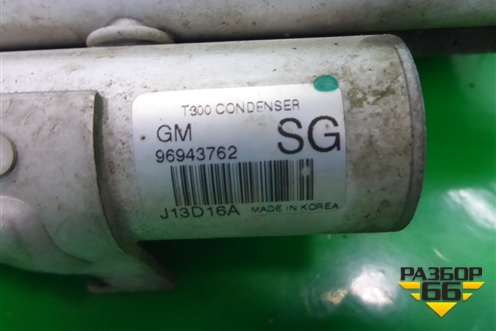 T300 CONDENSER
GM SG
96943762
J13D16A MADE IN KOREA
РАЗБОР
66